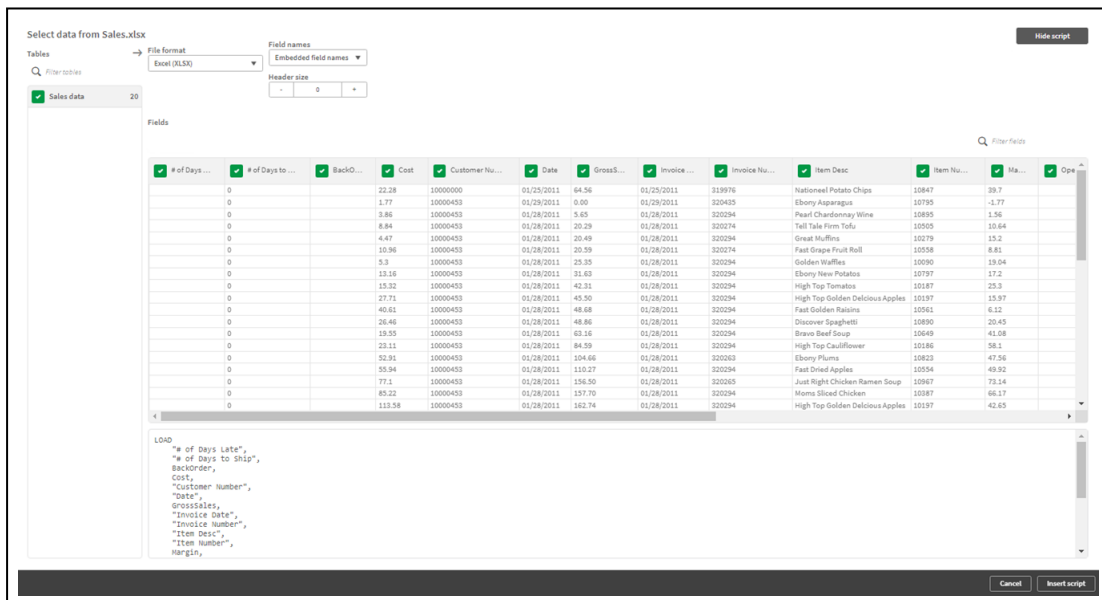 Select data from Sales.xlsx
Hide script
Tables
File format
Field names
Excel (XLSX)
Embedded field names
Filter tables
Header size
- 0 +
Sales data 20
Fields
Filter fields
# of Days ... # of Days to ... BackO... Cost Customer Nu... Date GrossS... Invoice ... Invoice Nu... Item Desc Item Nu... Ma... Ope
0 22.28 10000000 01/25/2011 64.56 01/25/2011 319976 Nationeel Potato Chips 10847 39.7
0 1.77 10000453 01/29/2011 0.00 01/29/2011 320435 Ebony Asparagus 10795 -1.77
0 3.86 10000453 01/28/2011 5.65 01/28/2011 320294 Pearl Chardonnay Wine 10895 1.56
0 8.84 10000453 01/28/2011 20.29 01/28/2011 320274 Tell Tale Firm Tofu 10505 10.64
0 4.47 10000453 01/28/2011 20.49 01/28/2011 320294 Great Muffins 10279 15.2
0 10.96 10000453 01/28/2011 20.59 01/28/2011 320274 Fast Grape Fruit Roll 10558 8.81
0 5.3 10000453 01/28/2011 25.35 01/28/2011 320294 Golden Waffles 10090 19.04
0 13.16 10000453 01/28/2011 31.63 01/28/2011 320294 Ebony New Potatos 10797 17.2
0 15.32 10000453 01/28/2011 42.31 01/28/2011 320294 High Top Tomatos 10187 25.3
0 27.71 10000453 01/28/2011 45.50 01/28/2011 320294 High Top Golden Delcious Apples 10197 15.97
0 40.61 10000453 01/28/2011 48.68 01/28/2011 320294 Fast Golden Raisins 10561 6.12
0 26.46 10000453 01/28/2011 48.86 01/28/2011 320294 Discover Spaghetti 10890 20.45
0 19.55 10000453 01/28/2011 63.16 01/28/2011 320294 Bravo Beef Soup 10649 41.08
0 23.11 10000453 01/28/2011 84.59 01/28/2011 320294 High Top Cauliflower 10186 58.1
0 52.91 10000453 01/28/2011 104.66 01/28/2011 320263 Ebony Plums 10823 47.56
0 55.94 10000453 01/28/2011 110.27 01/28/2011 320294 Fast Dried Apples 10554 49.92
0 77.1 10000453 01/28/2011 156.50 01/28/2011 320265 Just Right Chicken Ramen Soup 10967 73.14
0 85.22 10000453 01/28/2011 157.70 01/28/2011 320294 Moms Sliced Chicken 10387 66.17
0 113.58 10000453 01/28/2011 162.74 01/28/2011 320294 High Top Golden Delcious Apples 10197 42.65
LOAD
"# of Days Late",
"# of Days to Ship",
BackOrder,
Cost,
"Customer Number",
"Date",
GrossSales,
"Invoice Date",
"Invoice Number",
"Item Desc",
"Item Number",
Margin,
Cancel
Insert script